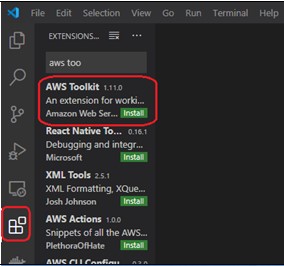 File Edit Selection View Go Run Terminal Help
EXTENSIONS...
aws too
AWS Toolkit 1.11.0
An extension for worki...
Amazon Web Ser... Install
React Native To... 0.16.1
Debugging and integr...
Microsoft Install
XML Tools 2.5.1
XML Formatting, XQue...
Josh Johnson Install
AWS Actions 1.0.0
Snippets of all the AWS...
PlethoraOfHate Install
AWS CLI Configu...